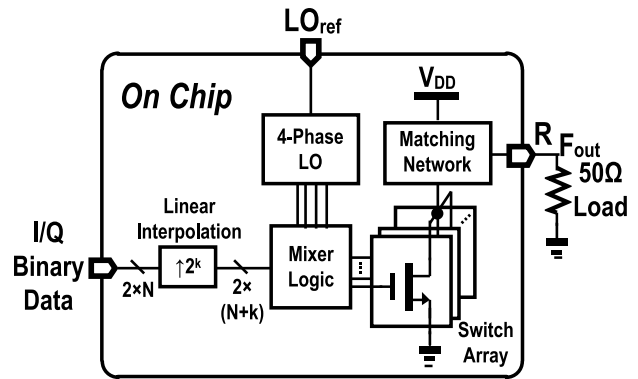 LOref
On Chip
4-Phase
LO
VDD
Matching
Network
R Fout
50Ω
Load
I/Q
Binary
Data
Linear
Interpolation
↑2^k
2×N
2×
(N+k)
Mixer
Logic
Switch
Array